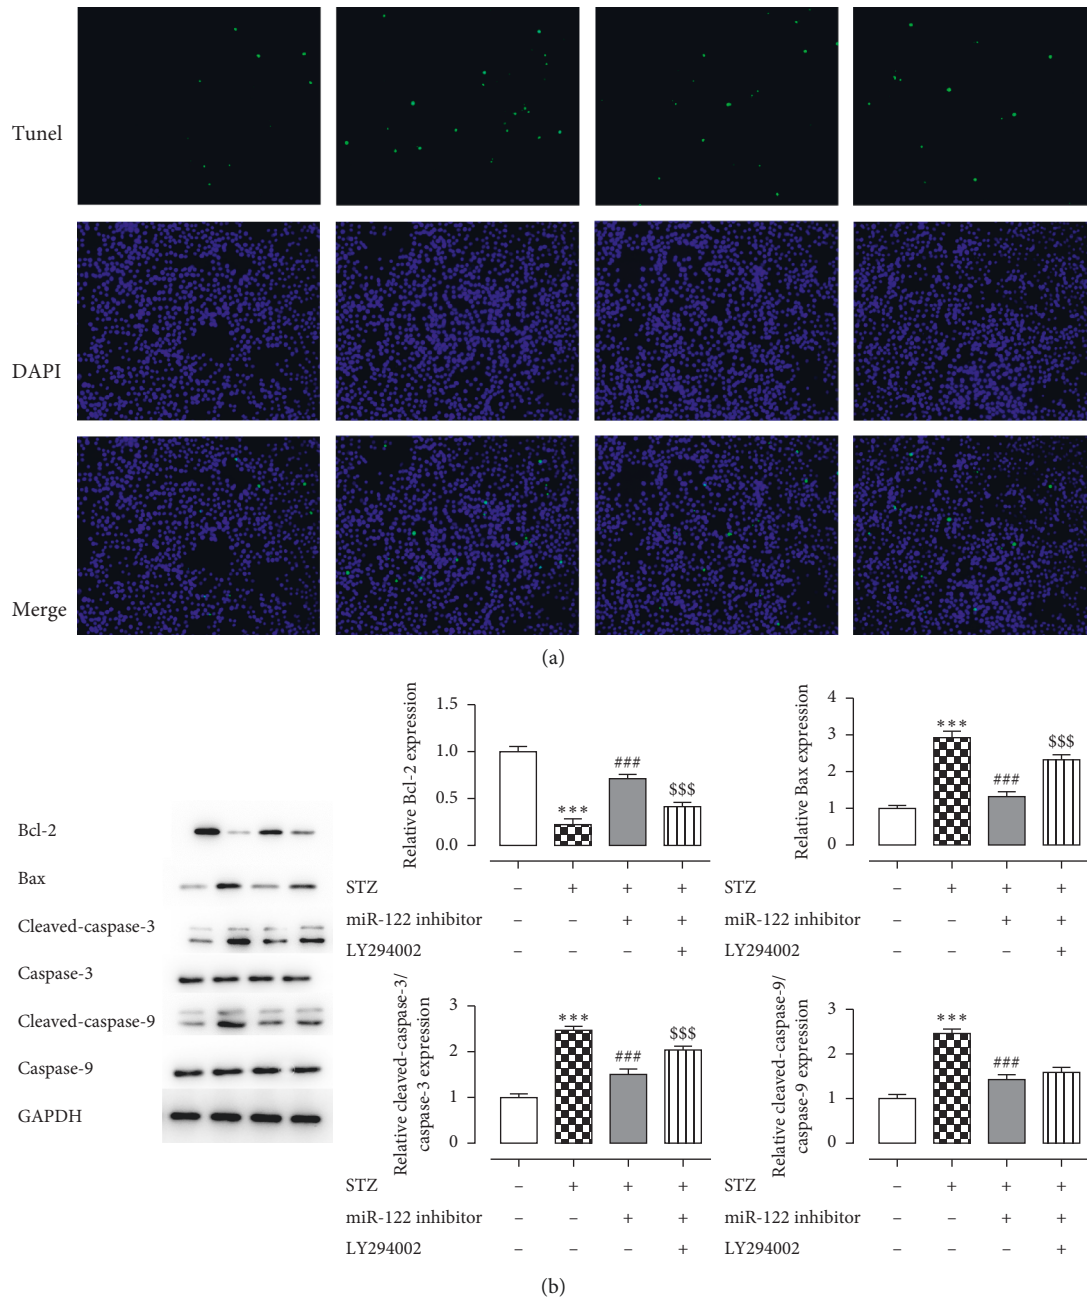 Tunel
DAPI
Merge
(a)
Bcl-2
Bax
Cleaved-caspase-3
Caspase-3
Cleaved-caspase-9
Caspase-9
GAPDH
Relative Bcl-2 expression
1.5
1.0
0.5
0.0
***
###
$$$
STZ – + + +
miR-122 inhibitor – – + +
LY294002 – – – +
Relative Bax expression
4
3
2
1
0
***
###
$$$
STZ – + + +
miR-122 inhibitor – – + +
LY294002 – – – +
Relative cleaved-caspase-3/
caspase-3 expression
3
2
1
0
***
###
$$$
STZ – + + +
miR-122 inhibitor – – + +
LY294002 – – – +
Relative cleaved-caspase-9/
caspase-9 expression
3
2
1
0
***
###
STZ – + + +
miR-122 inhibitor – – + +
LY294002 – – – +
(b)